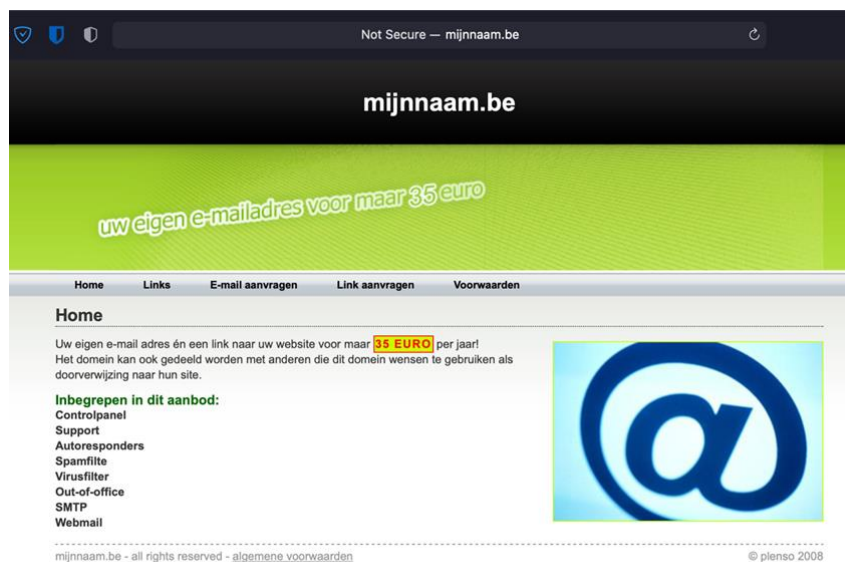 Not Secure — mijnnaam.be
mijnnaam.be
uw eigen e-mailadres voor maar 35 euro
Home Links E-mail aanvragen Link aanvragen Voorwaarden
Home
Uw eigen e-mail adres én een link naar uw website voor maar 35 EURO per jaar!
Het domein kan ook gedeeld worden met anderen die dit domein wensen te gebruiken als
doorverwijzing naar hun site.
Inbegrepen in dit aanbod:
Controlpanel
Support
Autoresponders
Spamfilte
Virusfilter
Out-of-office
SMTP
Webmail
@
mijnnaam.be - all rights reserved - algemene voorwaarden © plenso 2008